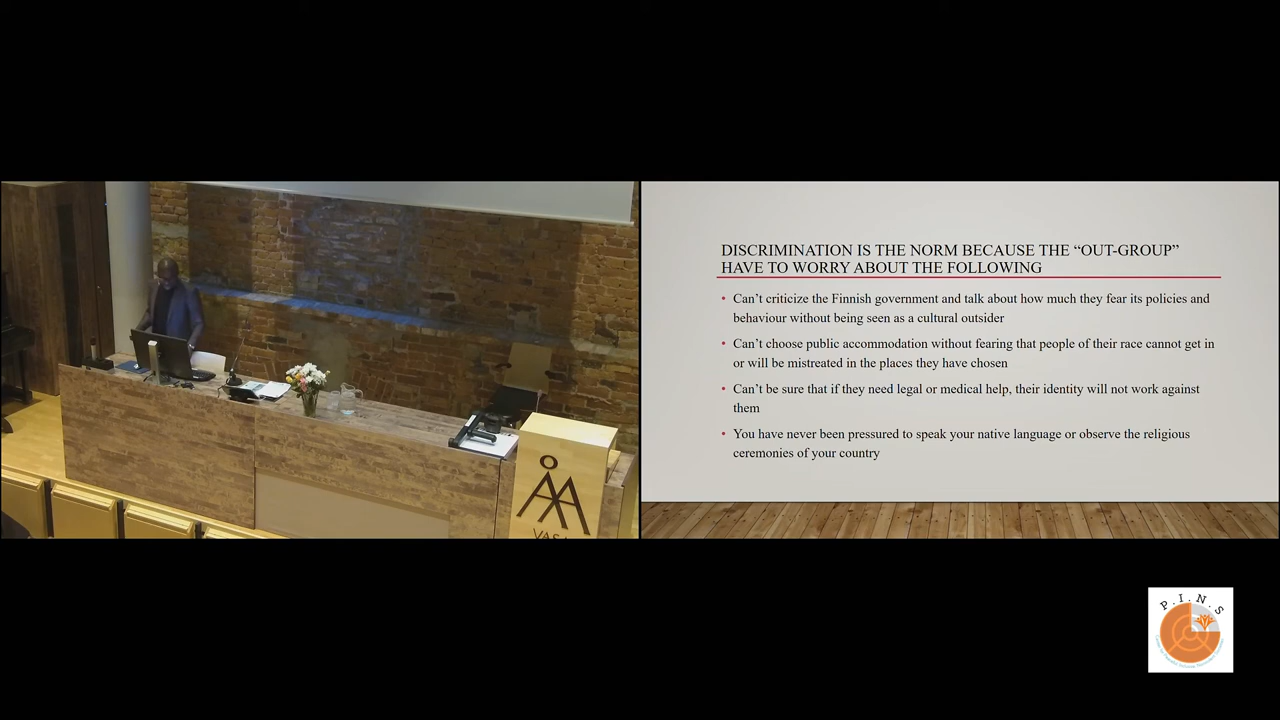 DISCRIMINATION IS THE NORM BECAUSE THE “OUT-GROUP”
HAVE TO WORRY ABOUT THE FOLLOWING
• Can’t criticize the Finnish government and talk about how much they fear its policies and
behaviour without being seen as a cultural outsider
• Can’t choose public accommodation without fearing that people of their race cannot get in
or will be mistreated in the places they have chosen
• Can’t be sure that if they need legal or medical help, their identity will not work against
them
• You have never been pressured to speak your native language or observe the religious
ceremonies of your country
P.I.N.S